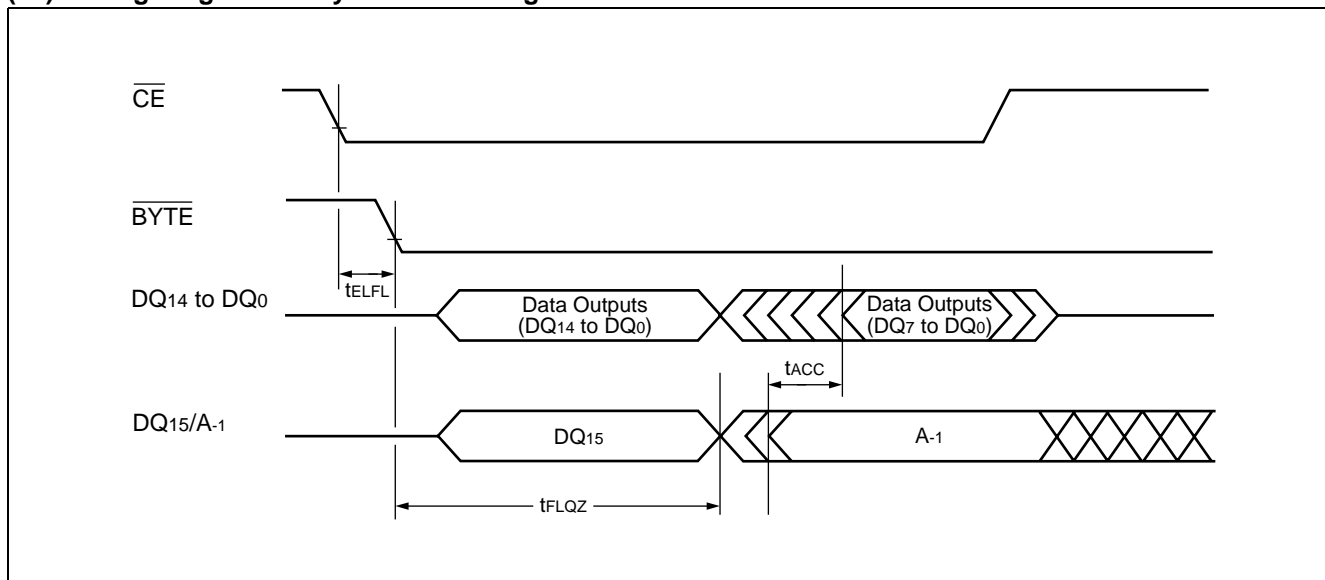 CE
BYTE
tELFL
DQ14 to DQ0
Data Outputs
(DQ14 to DQ0)
Data Outputs
(DQ7 to DQ0)
tACC
DQ15/A-1
DQ15
A-1
tFLQZ